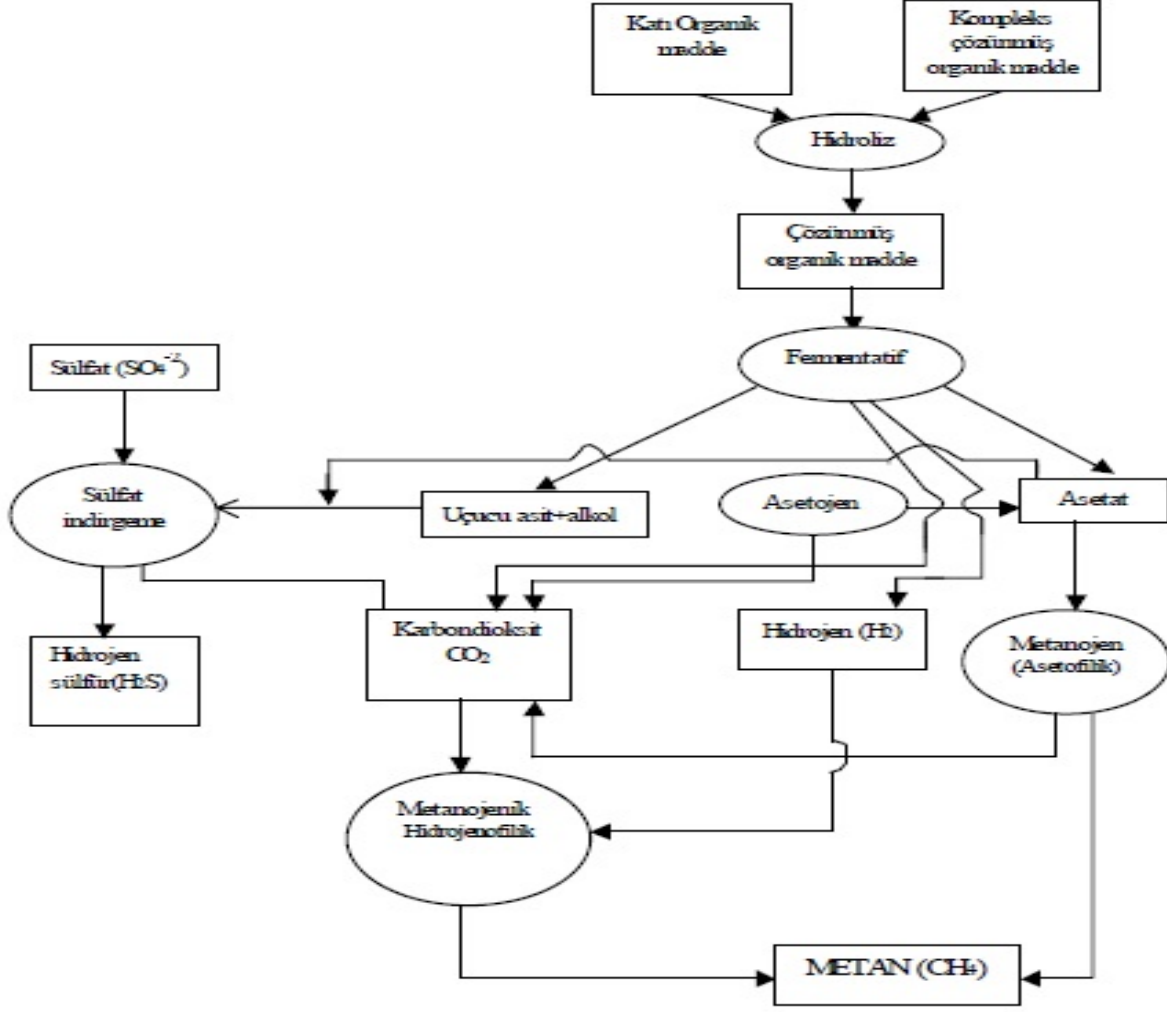 Katı Organik
madde
Kompleks
çözünmüş
organik madde
Hidroliz
Çözünmüş
organik madde
Fermentatif
Sülfat (SO₄⁻²)
Sülfat
indirgeme
Uçucu asit+alkol
Asetojen
Asetat
Hidrojen
sülfür(H₂S)
Karbondioksit
CO₂
Hidrojen (H₂)
Metanojen
(Asetofilik)
Metanojenik
Hidrojenofilik
METAN (CH₄)